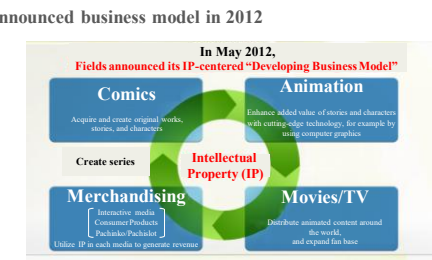 nnounced business model in 2012
In May 2012,
Fields announced its IP-centered “Developing Business Model”
Comics
Acquire and create original works,
stories, and characters
Animation
Enhance added value of stories and characters
with cutting-edge technology, for example by
using computer graphics
Create series
Intellectual
Property (IP)
Merchandising
Interactive media
Consumer Products
Pachinko/Pachislot
Utilize IP in each media to generate revenue
Movies/TV
Distribute animated content around
the world,
and expand fan base